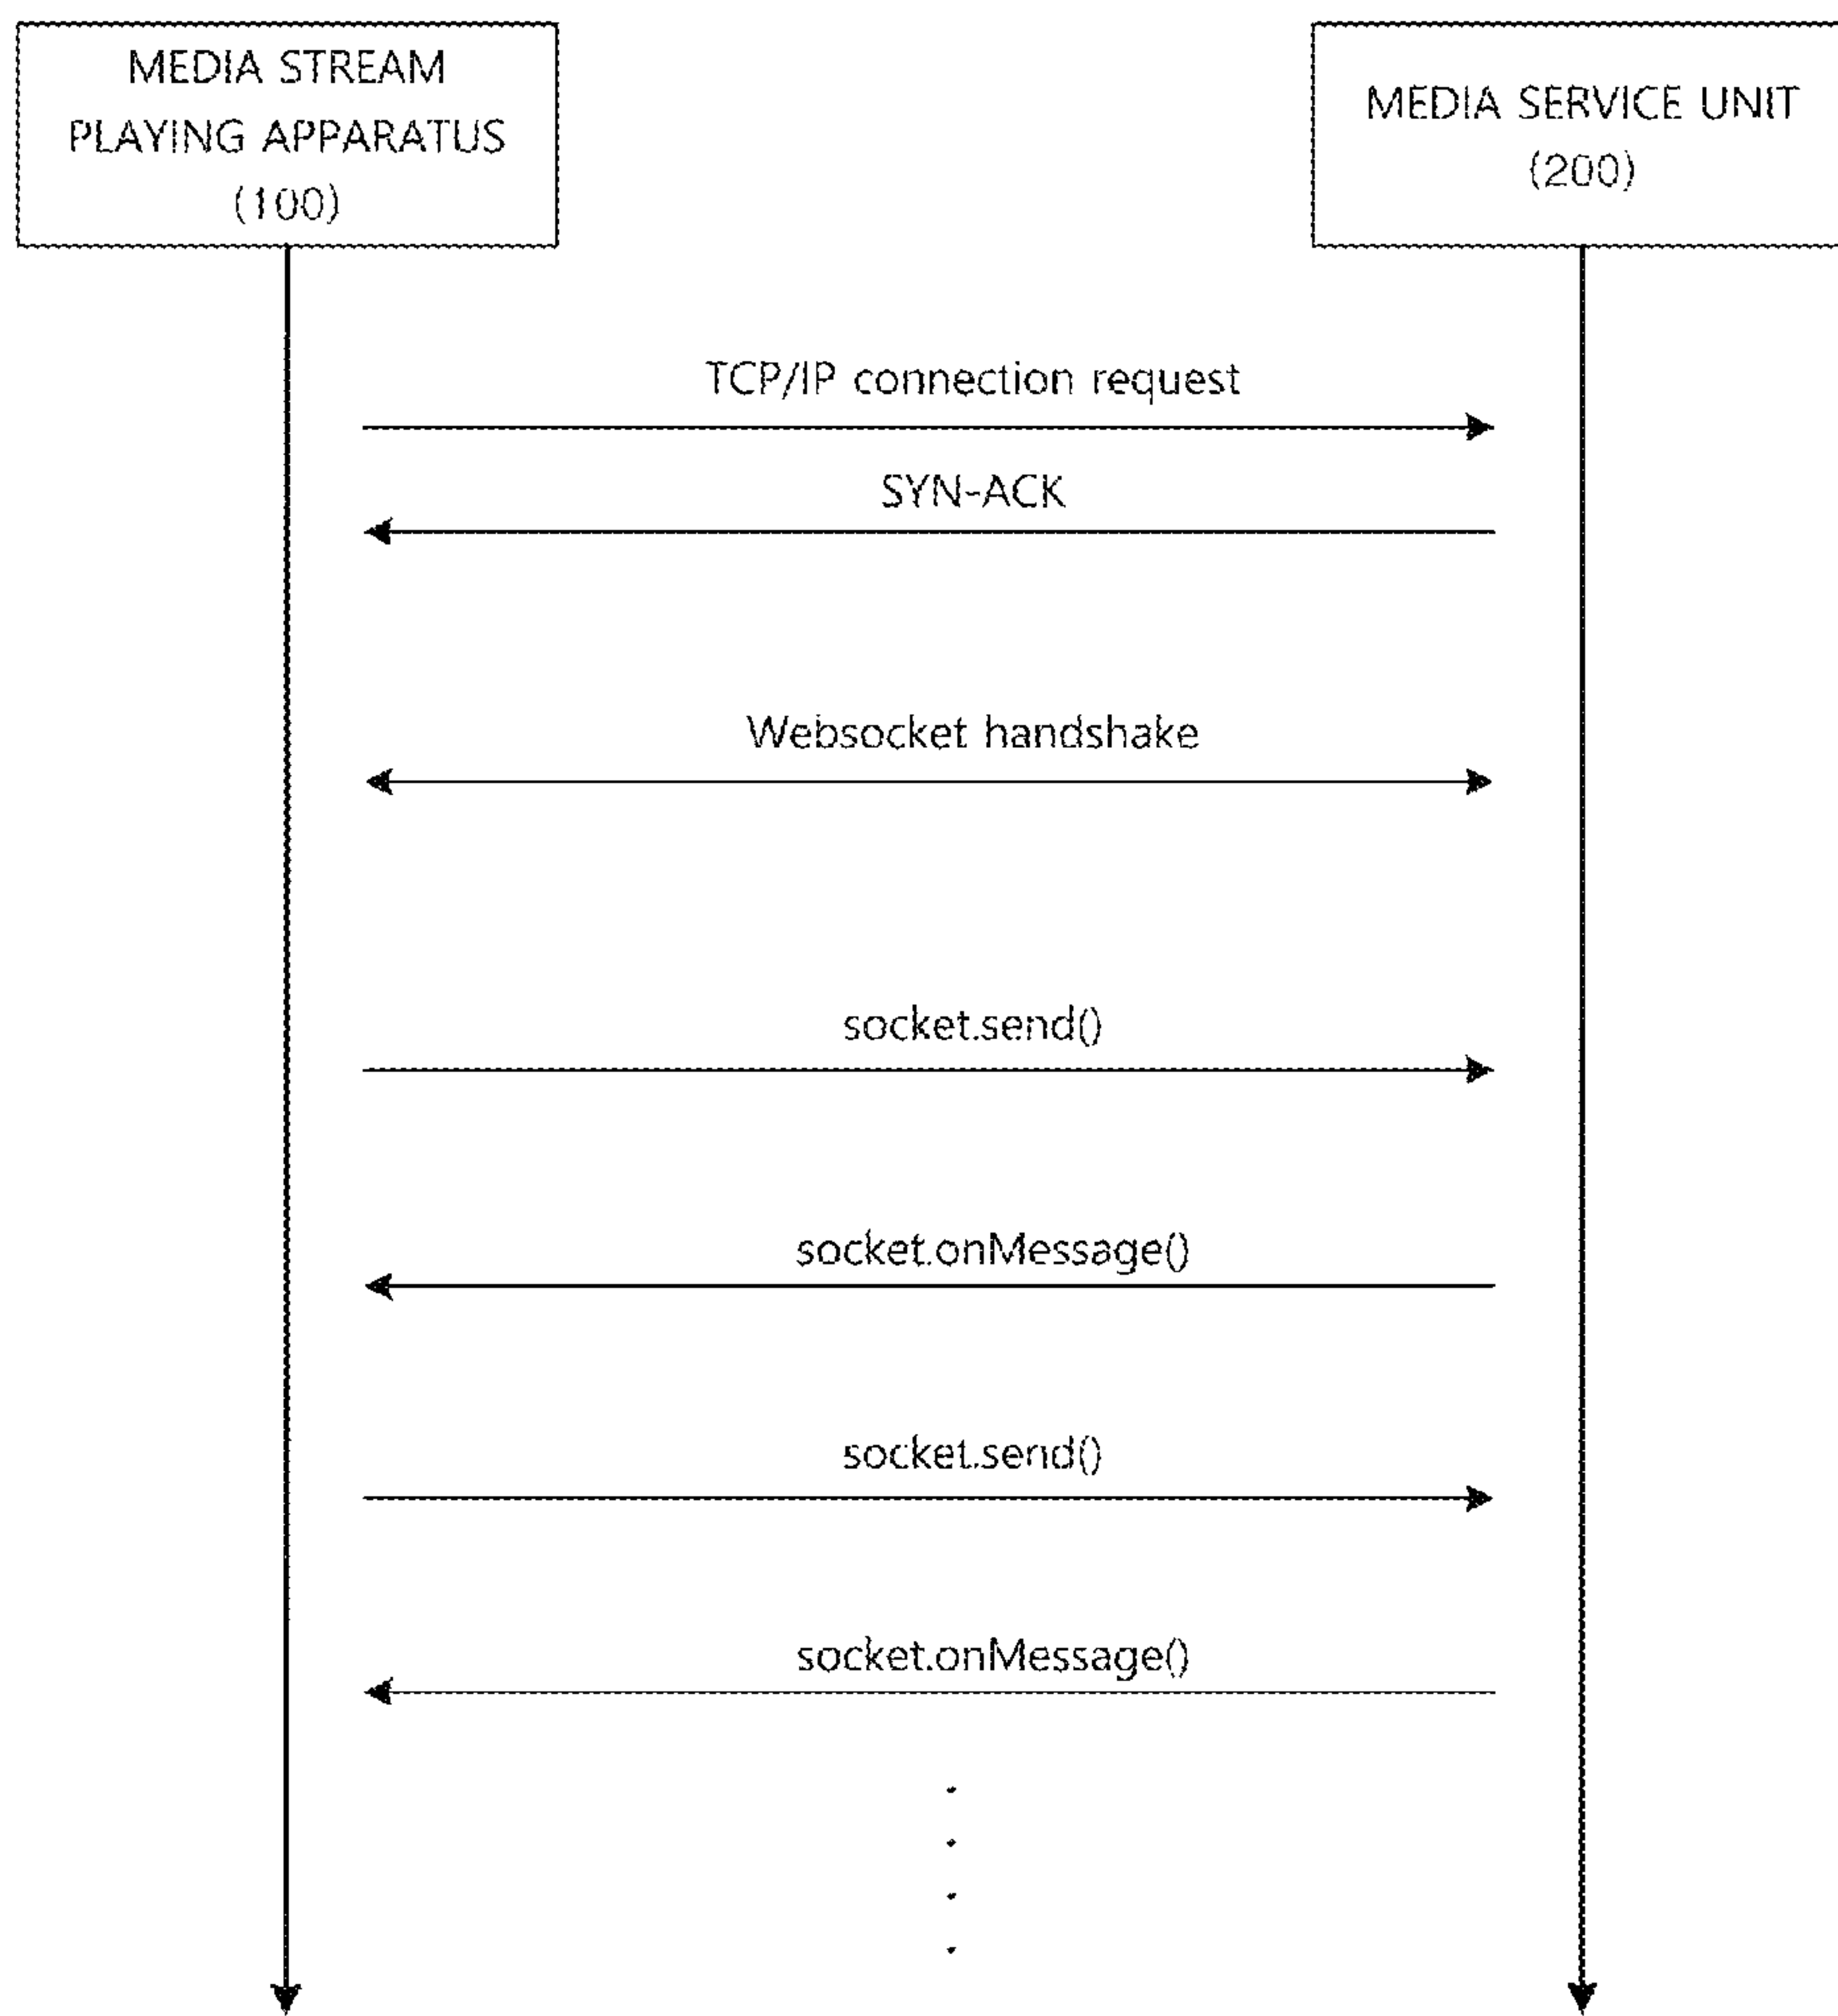 MEDIA STREAM
PLAYING APPARATUS
(100)
MEDIA SERVICE UNIT
(200)
TCP/IP connection request
SYN-ACK
Websocket handshake
socket.send()
socket.onMessage()
socket.send()
socket.onMessage()